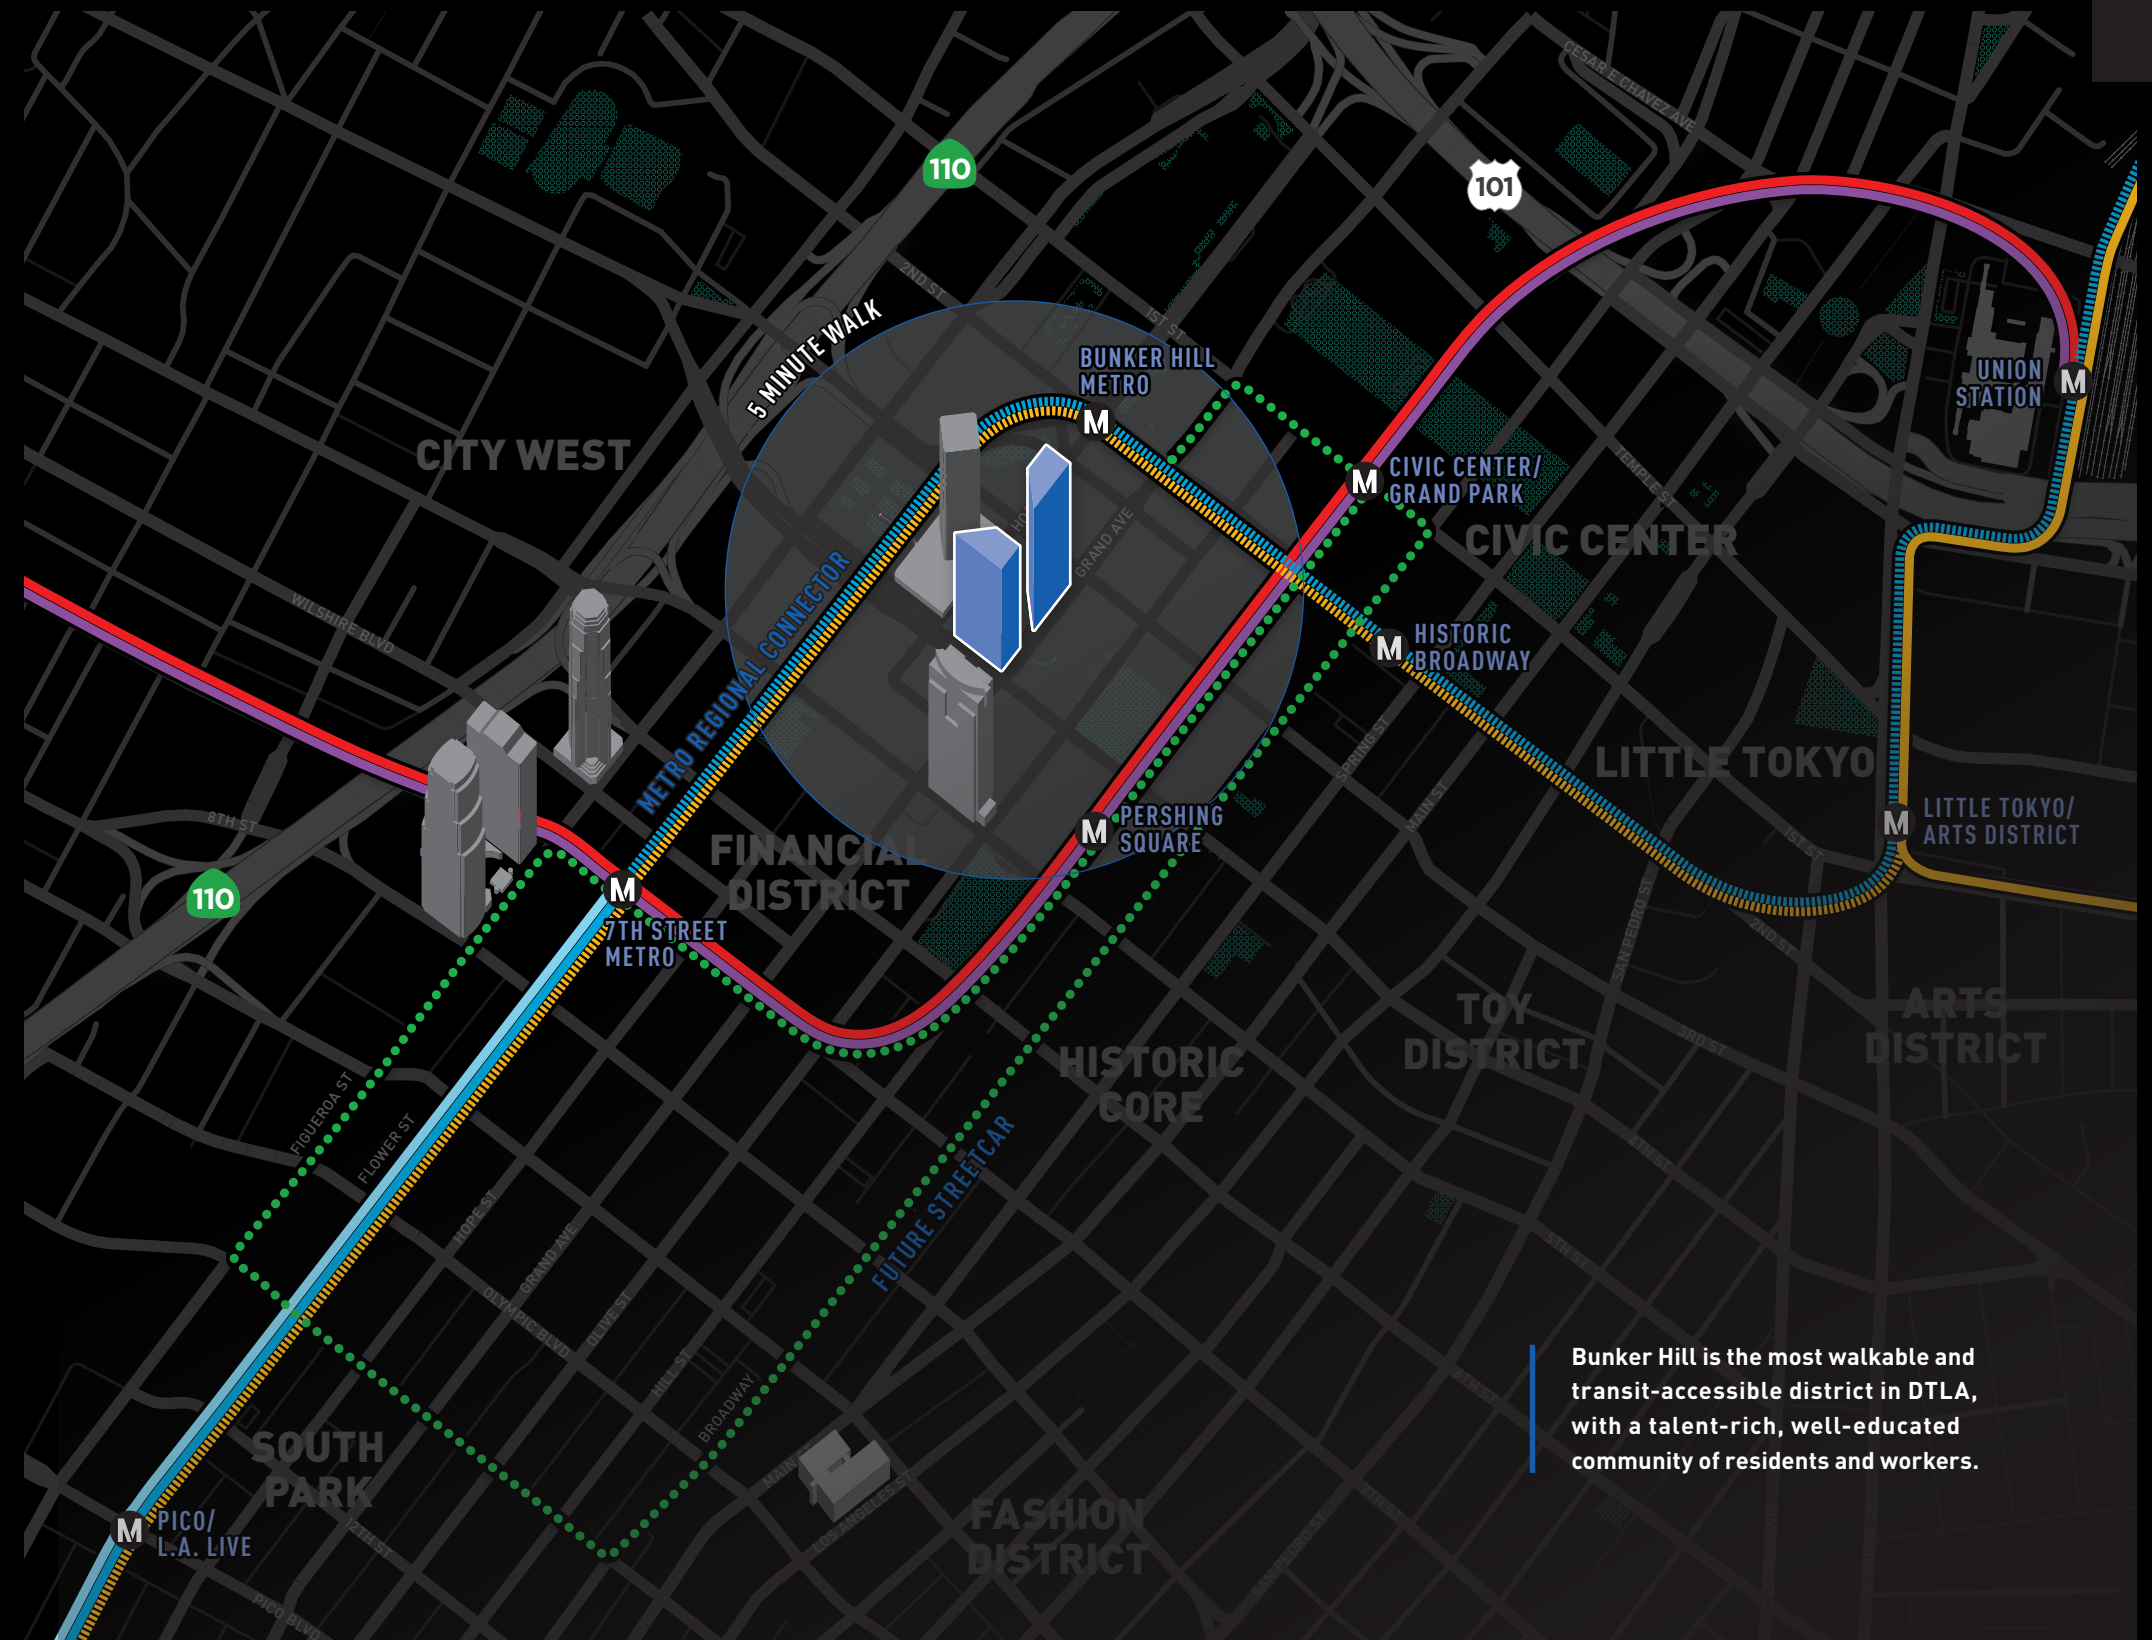 CESAR E CHAVEZ AVE
110
101
2ND ST
1ST ST
5 MINUTE WALK
BUNKER HILL
METRO
UNION
STATION
CITY WEST
CIVIC CENTER/
GRAND PARK
TEMPLE ST
CIVIC CENTER
GRAND AVE
METRO REGIONAL CONNECTOR
WILSHIRE BLVD
HISTORIC
BROADWAY
SPRING ST
MAIN ST
LITTLE TOKYO
LITTLE TOKYO/
ARTS DISTRICT
1ST ST
8TH ST
PERSHING
SQUARE
FINANCIAL
DISTRICT
110
7TH STREET
METRO
SAN PEDRO ST
2ND ST
TOY
DISTRICT
ARTS
DISTRICT
3RD ST
HISTORIC
CORE
FIGUEROA ST
FLOWER ST
FUTURE STREETCAR
4TH ST
HOPE ST
GRAND AVE
5TH ST
OLYMPIC BLVD
OLIVE ST
HILL ST
BROADWAY
6TH ST
Bunker Hill is the most walkable and
transit-accessible district in DTLA,
with a talent-rich, well-educated
community of residents and workers.
SOUTH
PARK
MAIN
LOS ANGELES ST
7TH ST
FASHION
DISTRICT
SAN PEDRO ST
CENTRAL AVE
ALAMEDA ST
PICO/
L.A. LIVE
12TH ST
PICO BLVD
M
M
M
M
M
M
M
M